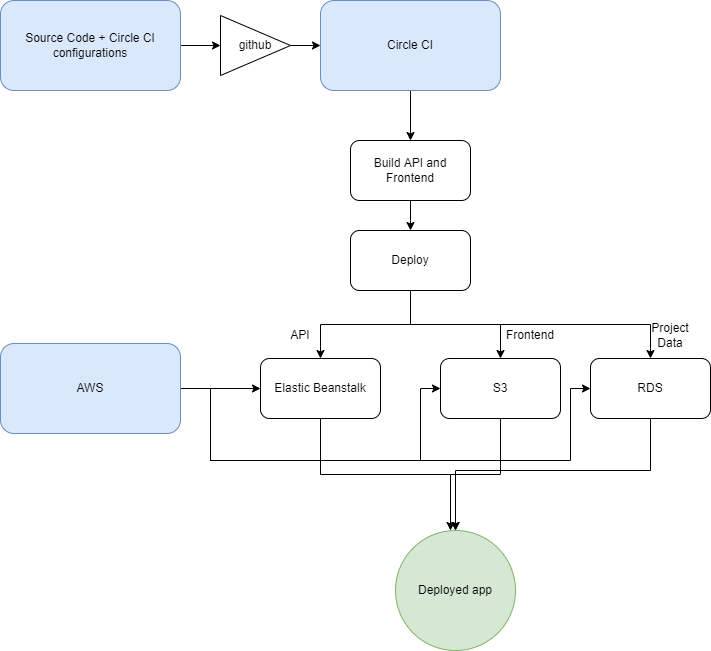 Source Code + Circle CI
configurations
github
Circle CI
Build API and
Frontend
Deploy
API
Frontend
Project
Data
AWS
Elastic Beanstalk
S3
RDS
Deployed app